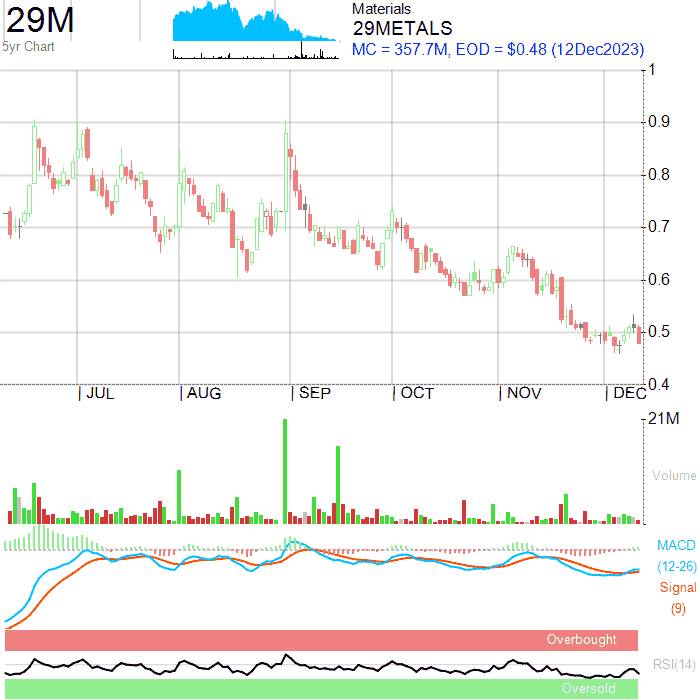 29M
5yr Chart
Materials
29METALS
MC = 357.7M, EOD = $0.48 (12Dec2023)
1
0.9
0.8
0.7
0.6
0.5
0.4
JUL AUG SEP OCT NOV DEC
21M
Volume
MACD
(12-26)
Signal
(9)
Overbought
RSI(14)
Oversold